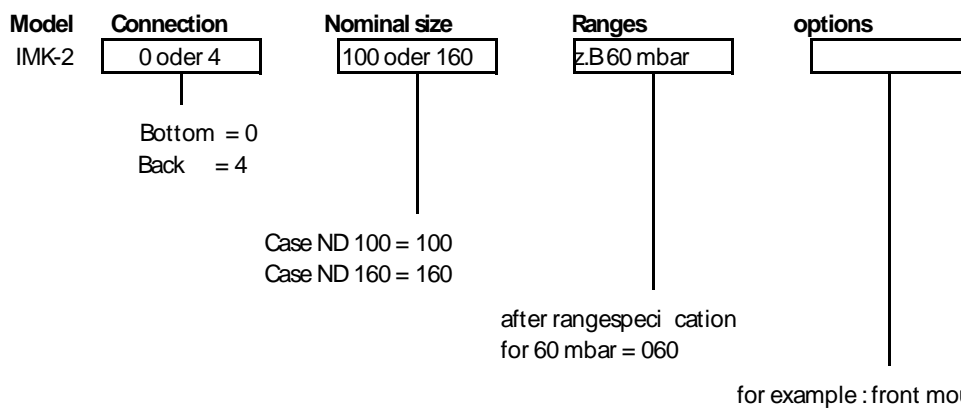 Model Connection Nominal size Ranges options
IMK-2 0 oder 4 100 oder 160 z.B 60 mbar
Bottom = 0
Back = 4
Case ND 100 = 100
Case ND 160 = 160
after rangespeci cation
for 60 mbar = 060
for example : front